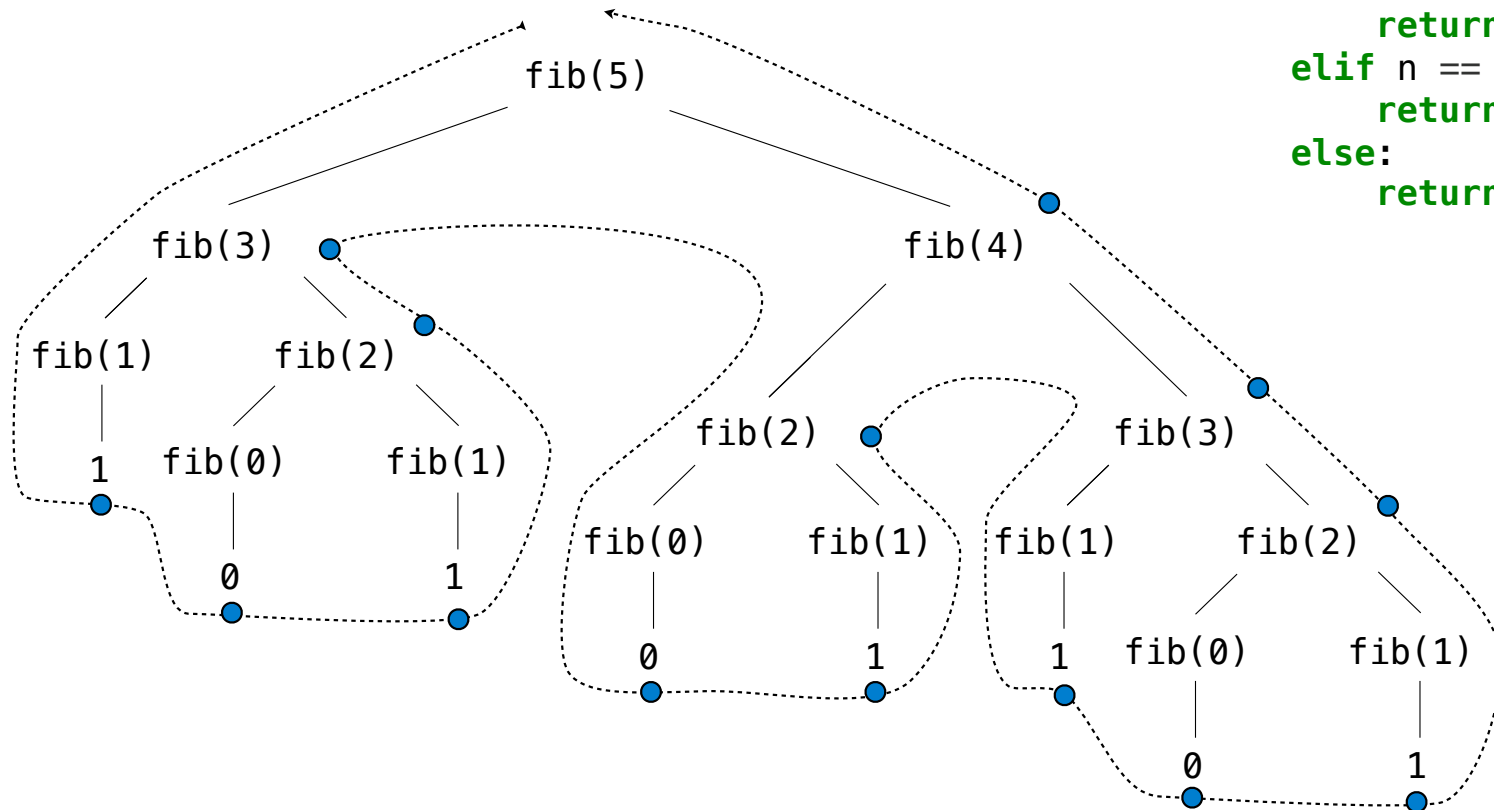 return
elif n ==
return
else:
return
fib(5)
fib(3) fib(4)
fib(1) fib(2)
fib(2) fib(3)
1 fib(0) fib(1)
fib(0) fib(1) fib(1) fib(2)
0 1
0 1 1 fib(0) fib(1)
0 1